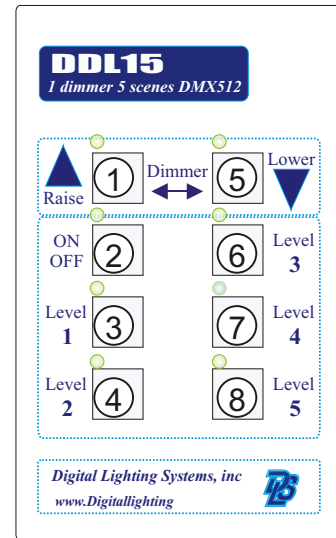 DDL15
1 dimmer 5 scenes DMX512
1 Dimmer 5 Lower
Raise
ON
OFF
2
6
Level
3
Level
1
3
7
Level
4
Level
2
4
8
Level
5
Digital Lighting Systems, inc
www.Digitallighting
DLS